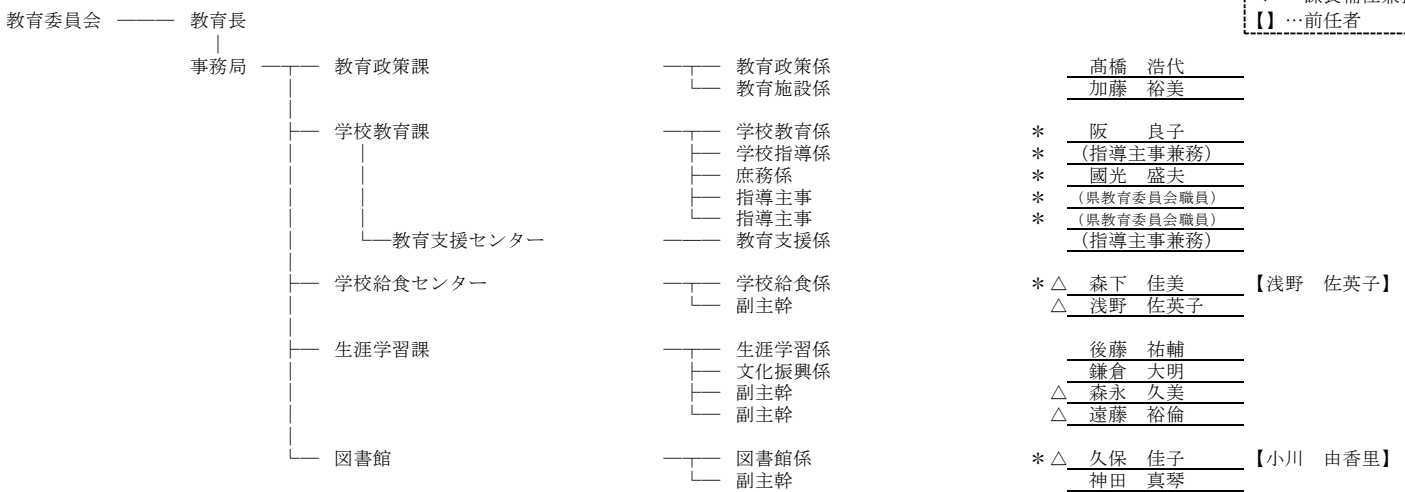 教育委員会 ――― 教育長
【】…前任者
事務局 教育政策課 教育政策係 髙橋 浩代
教育施設係 加藤 裕美
学校教育課 学校教育係 * 阪 良子
学校指導係 * (指導主事兼務)
庶務係 * 國光 盛夫
指導主事 * (県教育委員会職員)
指導主事 * (県教育委員会職員)
教育支援センター 教育支援係 (指導主事兼務)
学校給食センター 学校給食係 * △ 森下 佳美 【浅野 佐英子】
副主幹 △ 浅野 佐英子
生涯学習課 生涯学習係 後藤 祐輔
文化振興係 鎌倉 大明
副主幹 △ 森永 久美
副主幹 △ 遠藤 裕倫
図書館 図書館係 * △ 久保 佳子 【小川 由香里】
副主幹 神田 真琴